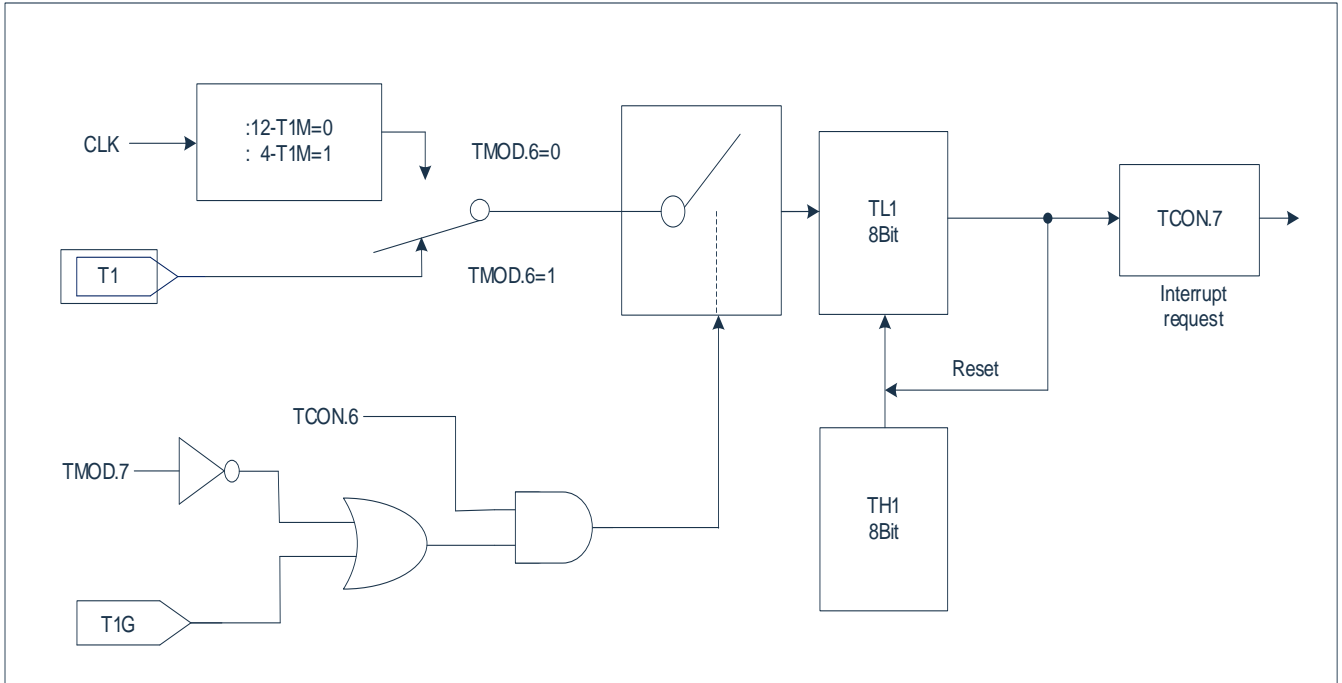 :12-T1M=0
: 4-T1M=1
CLK
TMOD.6=0
T1
TMOD.6=1
TL1
8Bit
TCON.7
Interrupt
request
Reset
TCON.6
TMOD.7
TH1
8Bit
T1G